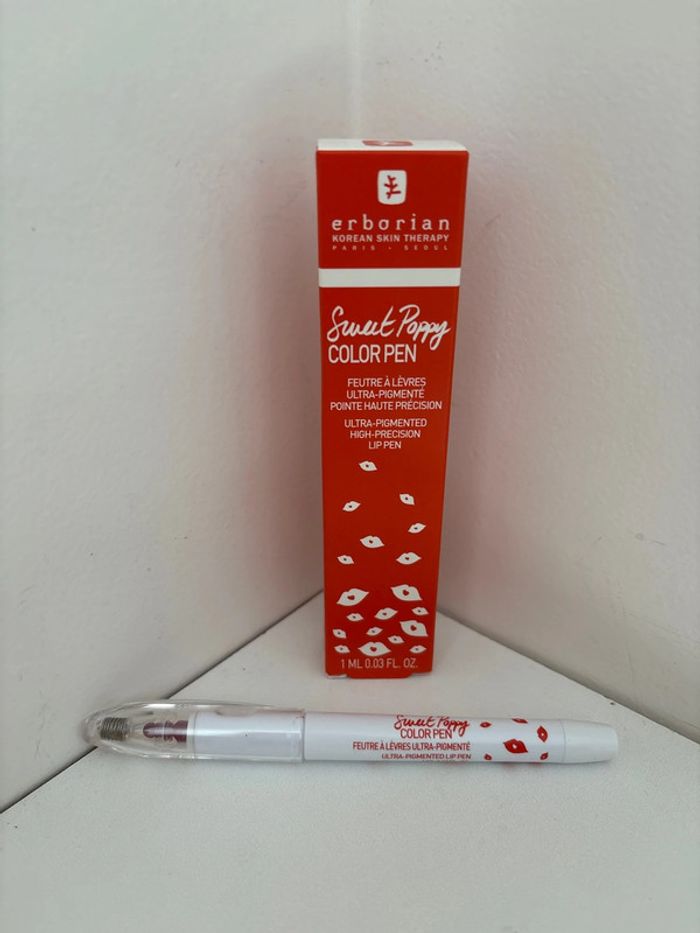 erborian
KOREAN SKIN THERAPY
PARIS - SEOUL
Sweet Poppy
COLOR PEN
FEUTRE À LÈVRES
ULTRA-PIGMENTÉ
POINTE HAUTE PRÉCISION
ULTRA-PIGMENTED
HIGH-PRECISION
LIP PEN
1 ML 0.03 FL. OZ.
Sweet Poppy
COLOR PEN
FEUTRE À LÈVRES ULTRA-PIGMENTÉ
ULTRA-PIGMENTED LIP PEN